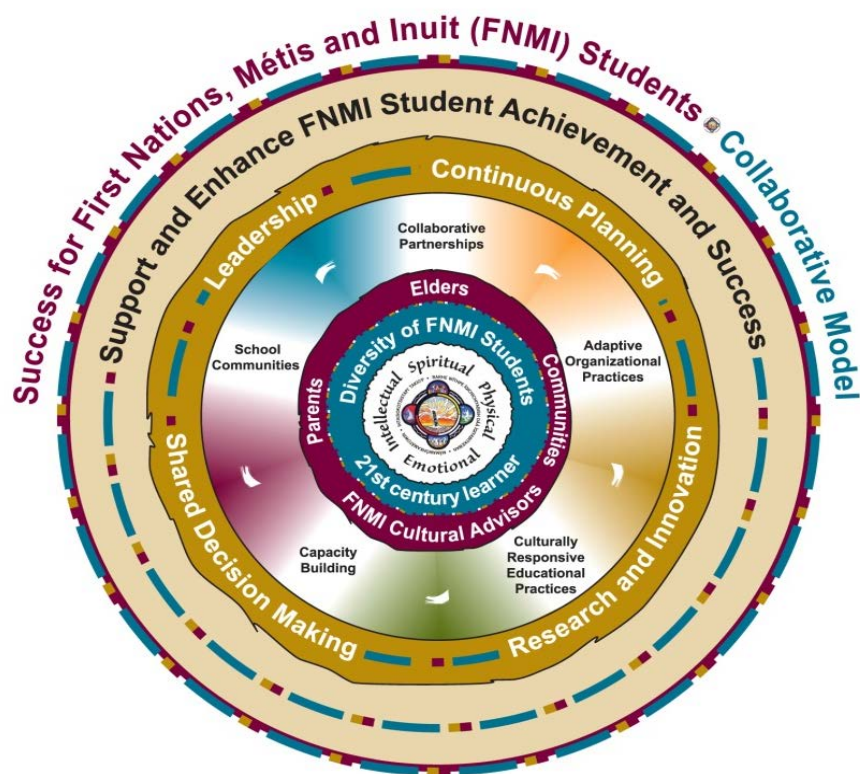 Success for First Nations, Métis and Inuit (FNMI) Students
Collaborative Model
Support and Enhance FNMI Student Achievement and Success
Leadership
Continuous Planning
Research and Innovation
Shared Decision Making
Collaborative
Partnerships
Adaptive
Organizational
Practices
Culturally
Responsive
Educational
Practices
Capacity
Building
School
Communities
Elders
Communities
FNMI Cultural Advisors
Parents
Diversity of FNMI Students
21st century learner
Spiritual
Physical
Emotional
Intellectual